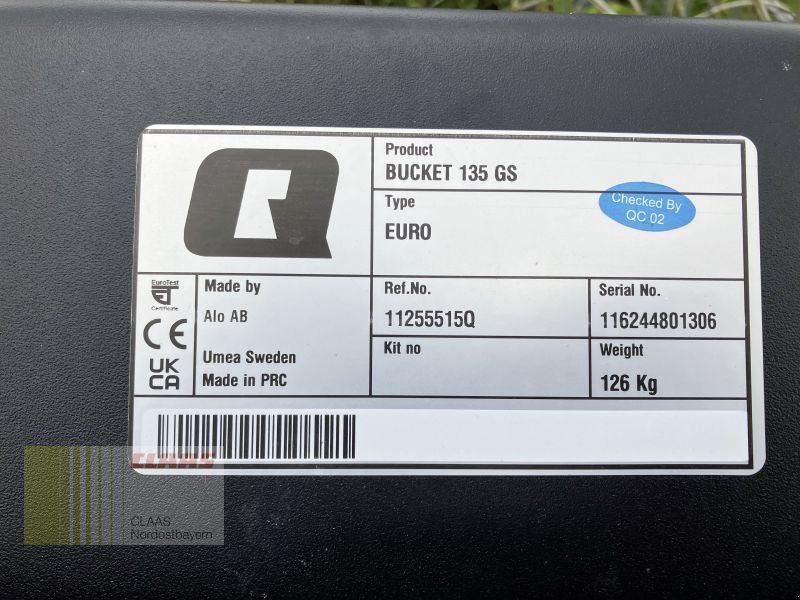 Product
BUCKET 135 GS
Type
EURO
Checked By
QC 02
EuroTest
Certificate
CE
UK
CA
Made by
Alo AB
Umea Sweden
Made in PRC
Ref.No.
11255515Q
Serial No.
116244801306
Kit no
Weight
126 Kg
CLAAS
CLAAS
Nordostbayern